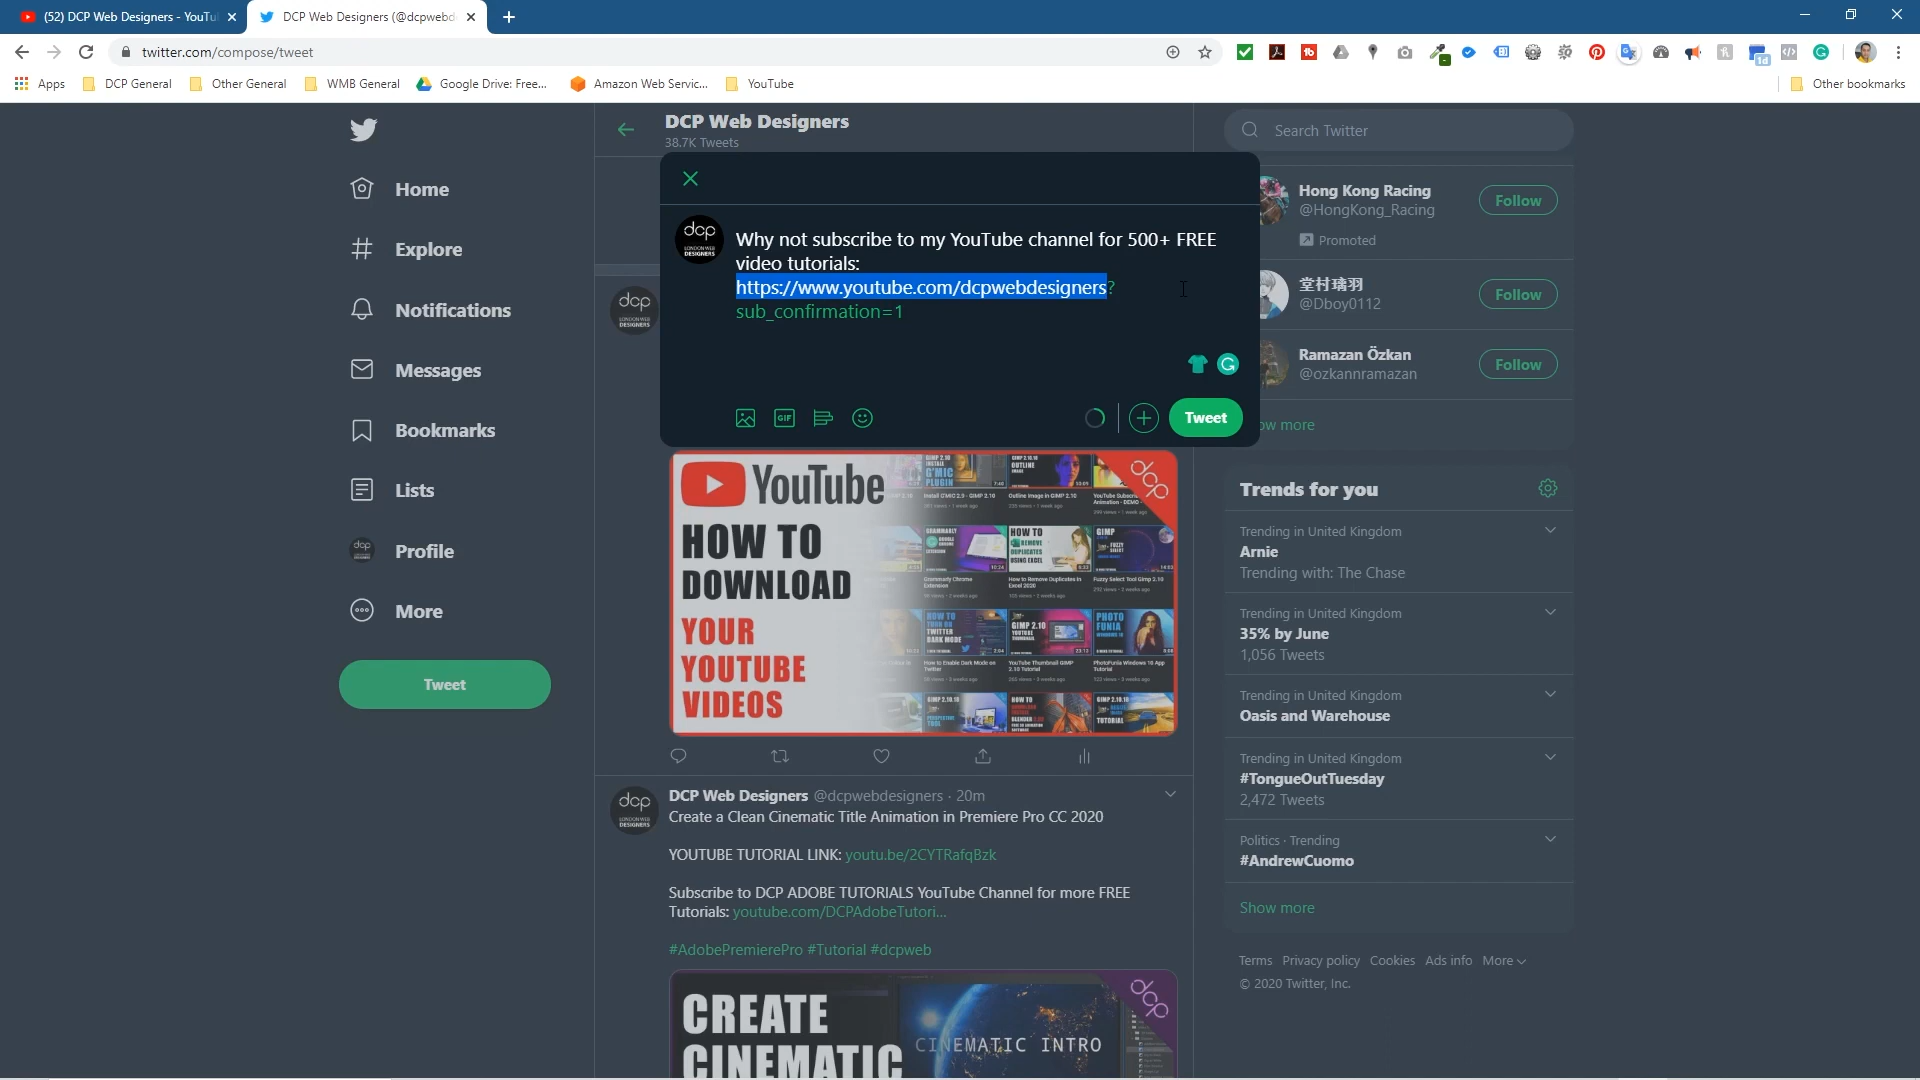 (52) DCP Web Designers - YouTu
DCP Web Designers (@dcpwebd
twitter.com/compose/tweet
Apps
DCP General
Other General
WMB General
Google Drive: Free...
Amazon Web Servic...
YouTube
Other bookmarks
Home
Explore
Notifications
Messages
Bookmarks
Lists
Profile
More
Tweet
DCP Web Designers
38.7K Tweets
Why not subscribe to my YouTube channel for 500+ FREE
video tutorials:
https://www.youtube.com/dcpwebdesigners?
sub_confirmation=1
GIF
Tweet
YouTube
HOW TO
DOWNLOAD
YOUR
YOUTUBE
VIDEOS
dcp
DCP Web Designers @dcpwebdesigners · 20m
Create a Clean Cinematic Title Animation in Premiere Pro CC 2020
YOUTUBE TUTORIAL LINK: youtu.be/2CYTRafqBzk
Subscribe to DCP ADOBE TUTORIALS YouTube Channel for more FREE
Tutorials: youtube.com/DCPAdobeTutori...
#AdobePremierePro #Tutorial #dcpweb
CREATE
CINEMATIC
CINEMATIC INTRO
dcp
Search Twitter
Hong Kong Racing
@HongKong_Racing
Follow
Promoted
堂村璃羽
@Dboy0112
Follow
Ramazan Özkan
@ozkannramazan
Follow
ow more
Trends for you
Trending in United Kingdom
Arnie
Trending with: The Chase
Trending in United Kingdom
35% by June
1,056 Tweets
Trending in United Kingdom
Oasis and Warehouse
Trending in United Kingdom
#TongueOutTuesday
2,472 Tweets
Politics · Trending
#AndrewCuomo
Show more
Terms Privacy policy Cookies Ads info More
© 2020 Twitter, Inc.